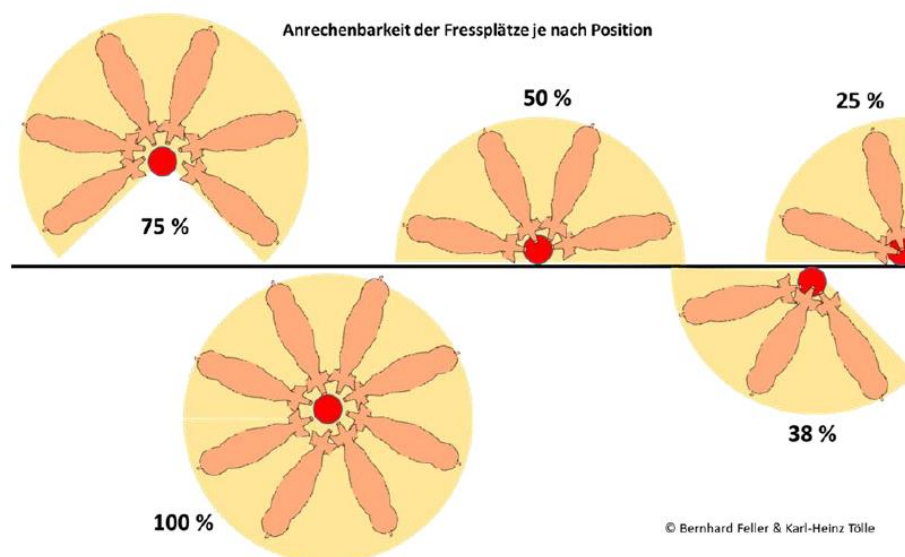 Anrechenbarkeit der Fressplätze je nach Position
50 %
25 %
75 %
38 %
100 %
© Bernhard Feller & Karl-Heinz Tölle